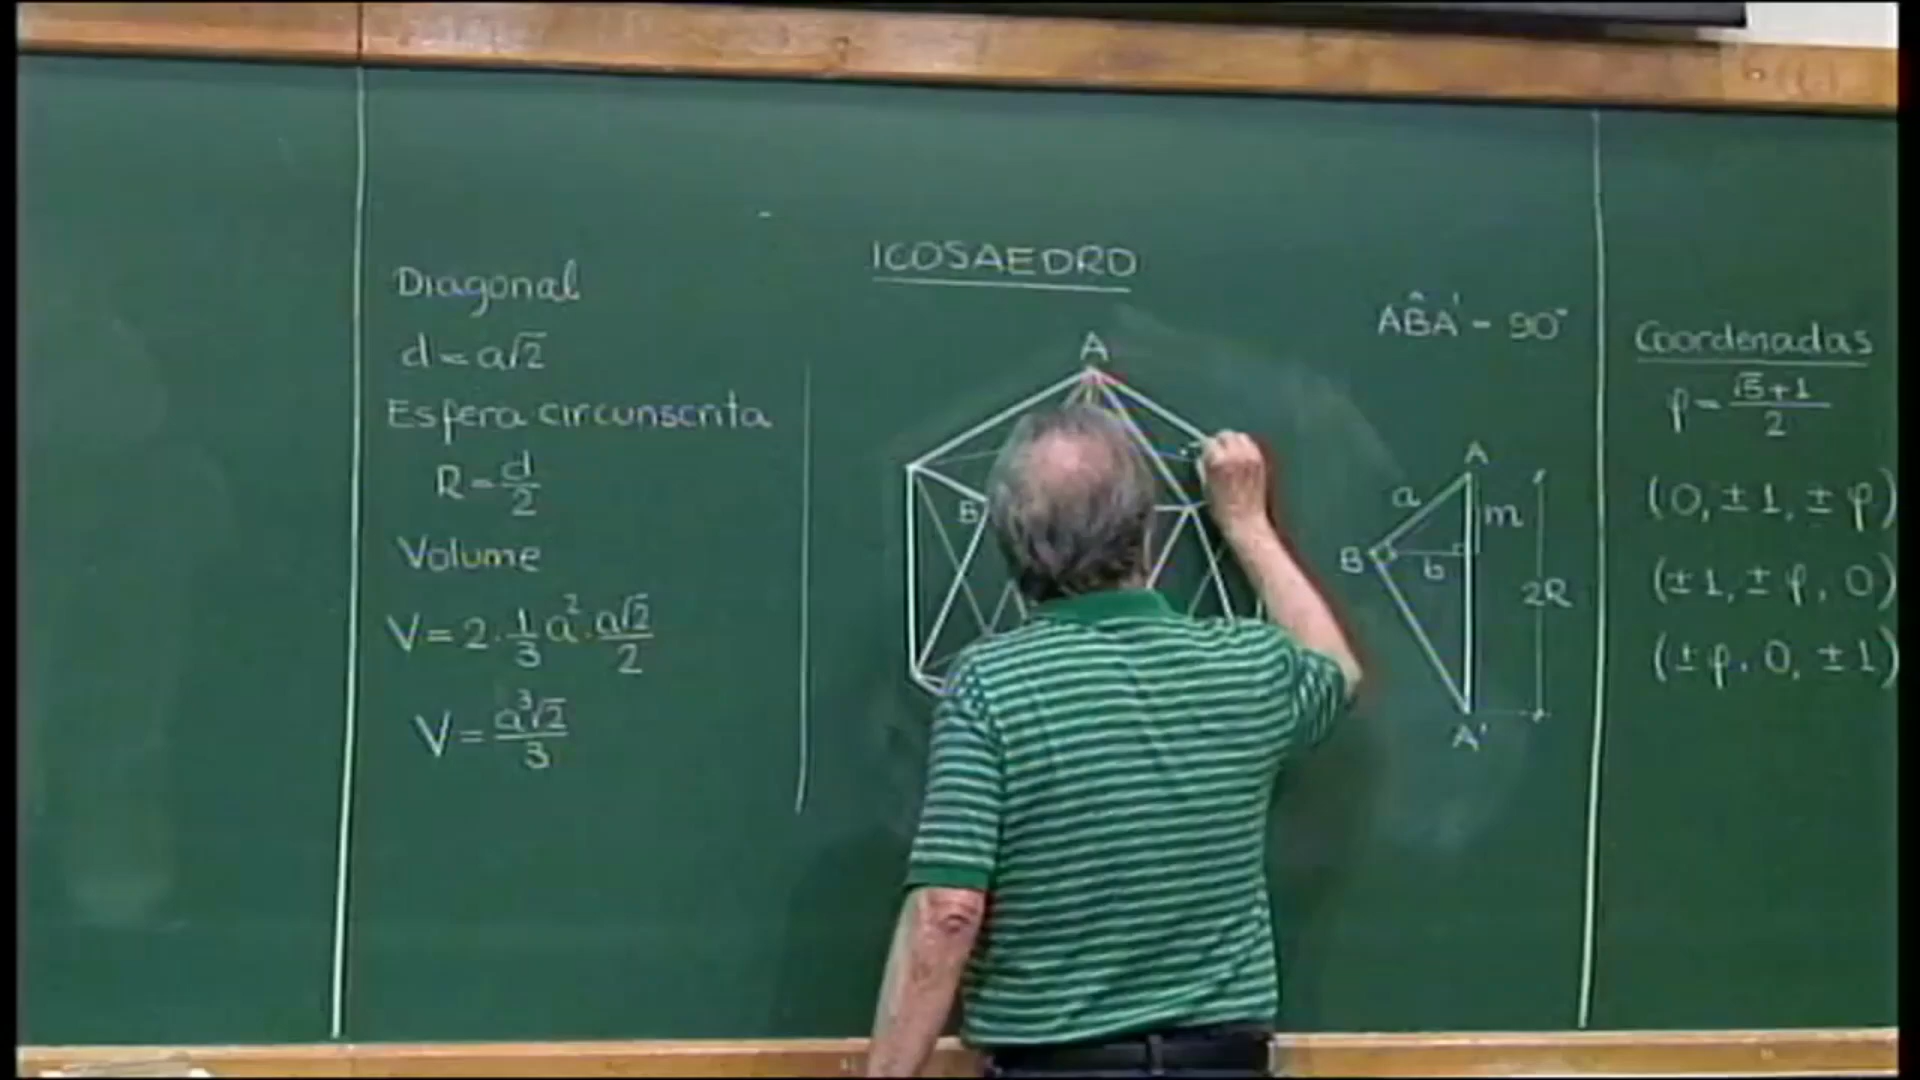 Diagonal
d = a√2
Esfera circunscrita
R = d/2
Volume
V = 2 · 1/3 a² · a√2/2
V = a³√2/3
ICOSAEDRO
A
B
AB̂A' = 90°
A
a
m
B
b
2R
A'
Coordenadas
φ = (√5+1)/2
(0, ±1, ±φ)
(±1, ±φ, 0)
(±φ, 0, ±1)